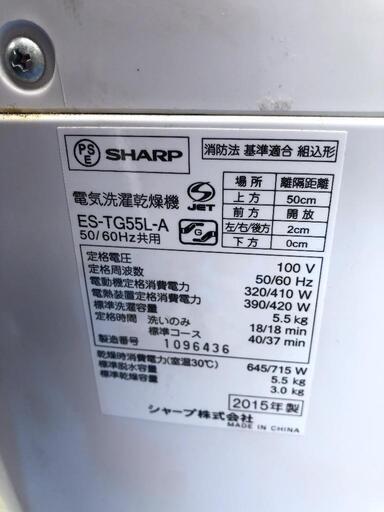 PS
E
SHARP
消防法 基準適合 組込形
電気洗濯乾燥機
S
JET
ES-TG55L-A
50/60Hz共用
G
場所 離隔距離
上方 50cm
前方 開放
左/右/後方 2cm
下方 0cm
定格電圧 100 V
定格周波数 50/60 Hz
電動機定格消費電力 320/410 W
電熱装置定格消費電力 390/420 W
標準洗濯容量 5.5 kg
定格時間 洗いのみ 18/18 min
標準コース 40/37 min
製造番号 1096436
乾燥時消費電力(室温30℃) 645/715 W
標準脱水容量 5.5 kg
標準乾燥容量 3.0 kg
シャープ株式会社
2015年製
MADE IN CHINA